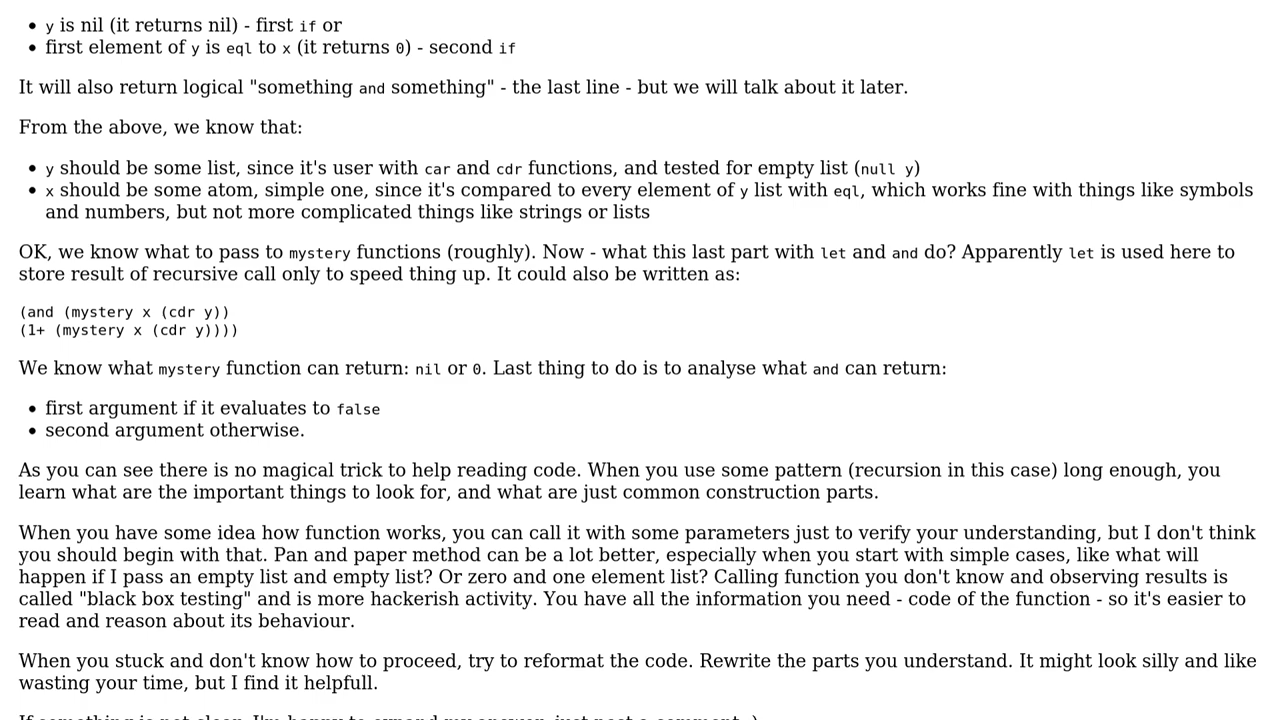 • y is nil (it returns nil) - first if or
• first element of y is eql to x (it returns 0) - second if
It will also return logical "something and something" - the last line - but we will talk about it later.
From the above, we know that:
• y should be some list, since it's user with car and cdr functions, and tested for empty list (null y)
• x should be some atom, simple one, since it's compared to every element of y list with eql, which works fine with things like symbols
and numbers, but not more complicated things like strings or lists
OK, we know what to pass to mystery functions (roughly). Now - what this last part with let and and do? Apparently let is used here to
store result of recursive call only to speed thing up. It could also be written as:
(and (mystery x (cdr y))
(1+ (mystery x (cdr y))))
We know what mystery function can return: nil or 0. Last thing to do is to analyse what and can return:
• first argument if it evaluates to false
• second argument otherwise.
As you can see there is no magical trick to help reading code. When you use some pattern (recursion in this case) long enough, you
learn what are the important things to look for, and what are just common construction parts.
When you have some idea how function works, you can call it with some parameters just to verify your understanding, but I don't think
you should begin with that. Pan and paper method can be a lot better, especially when you start with simple cases, like what will
happen if I pass an empty list and empty list? Or zero and one element list? Calling function you don't know and observing results is
called "black box testing" and is more hackerish activity. You have all the information you need - code of the function - so it's easier to
read and reason about its behaviour.
When you stuck and don't know how to proceed, try to reformat the code. Rewrite the parts you understand. It might look silly and like
wasting your time, but I find it helpfull.
If something is not clear, I'm happy to expand my answer, just post a comment :)